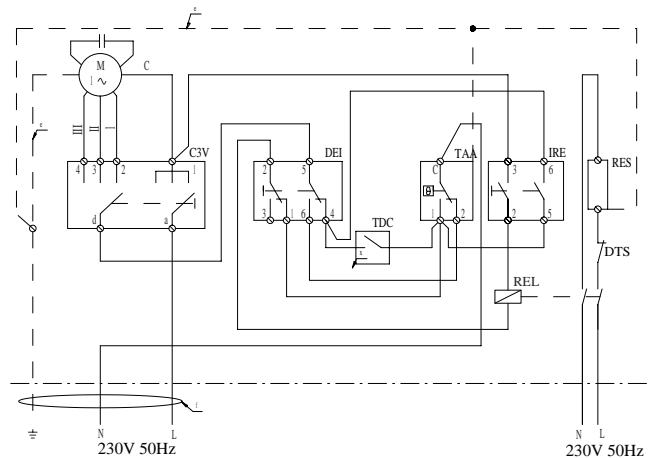 M
1 ∿
C
III
II
I
4 3 2 1
C3V
d a
DEI
2 5
3 1 6 4
TDC
TAA
C
θ
1 2
IRE
3 6
2 5
RES
DTS
REL
N L
230V 50Hz
N L
230V 50Hz